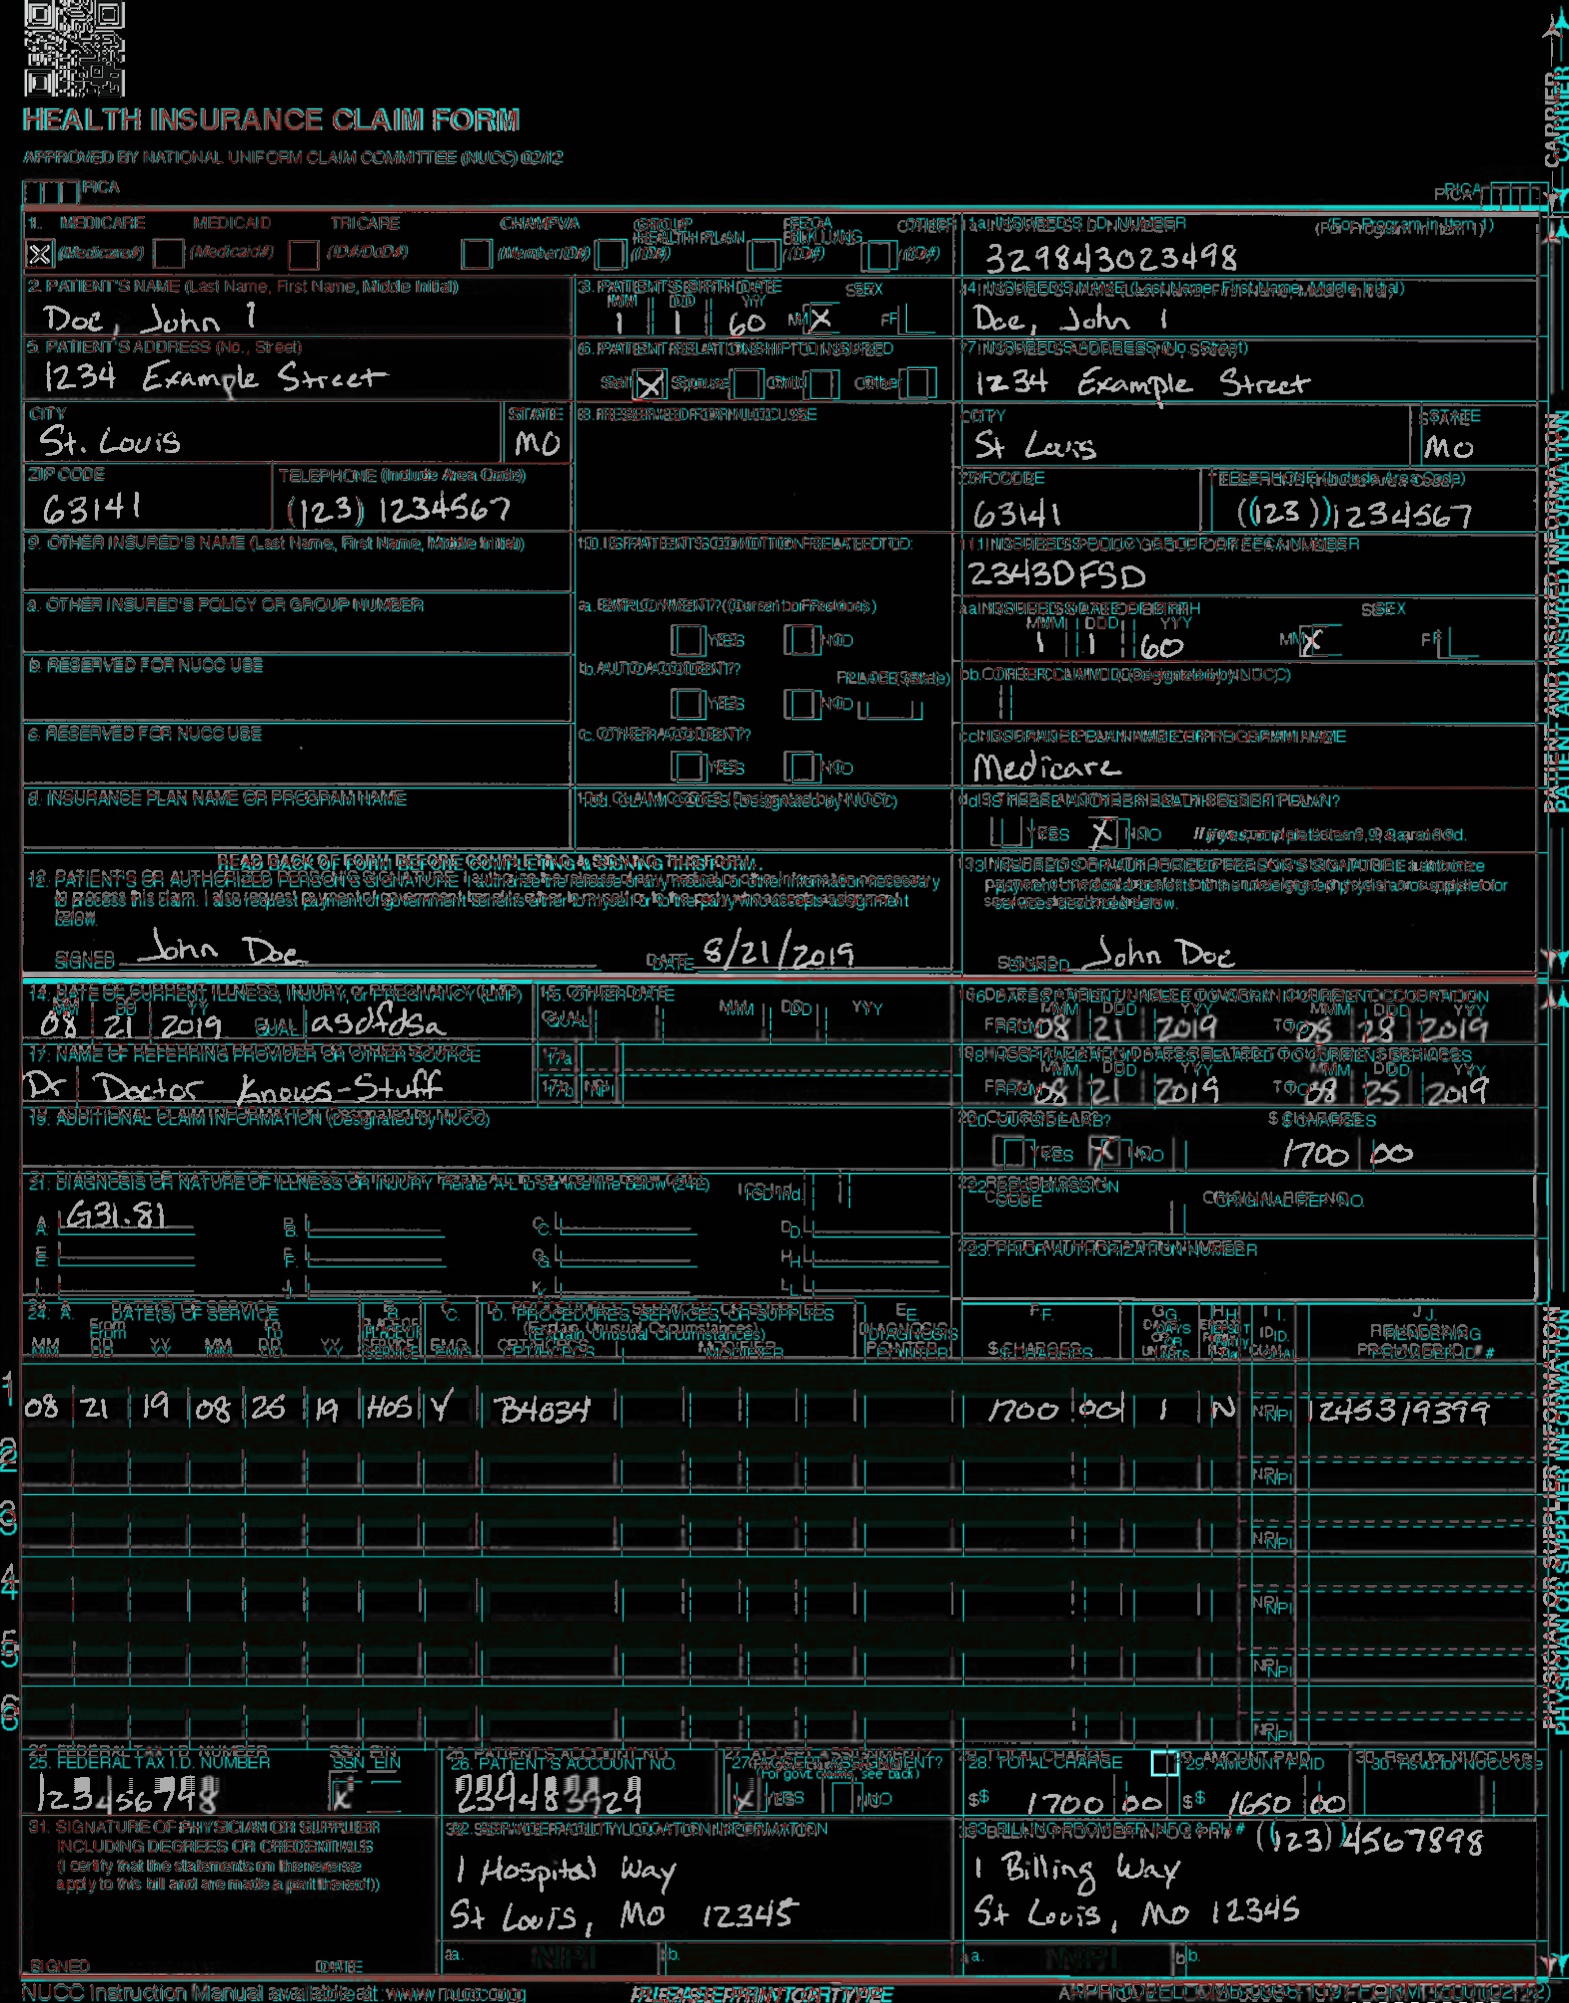 HEALTH INSURANCE CLAIM FORM
APPROVED BY NATIONAL UNIFORM CLAIM COMMITTEE (NUCC) 02/12
PICA PICA
CARRIER
1. MEDICARE MEDICAID TRICARE CHAMPVA GROUP HEALTH PLAN FECA BLK LUNG OTHER
X (Medicare#) (Medicaid#) (ID#/DoD#) (Member ID#) (ID#) (ID#) (ID#)
1a. INSURED'S I.D. NUMBER (For Program in Item 1)
329843023498
2. PATIENT'S NAME (Last Name, First Name, Middle Initial)
Doe, John I
3. PATIENT'S BIRTH DATE SEX
MM DD YY
1 1 60 M X F
4. INSURED'S NAME (Last Name, First Name, Middle Initial)
Doe, John I
5. PATIENT'S ADDRESS (No., Street)
1234 Example Street
6. PATIENT RELATIONSHIP TO INSURED
Self X Spouse Child Other
7. INSURED'S ADDRESS (No., Street)
1234 Example Street
CITY STATE
St. Louis MO
8. RESERVED FOR NUCC USE
CITY STATE
St Louis MO
ZIP CODE TELEPHONE (Include Area Code)
63141 (123) 1234567
ZIP CODE TELEPHONE (Include Area Code)
63141 (123) 1234567
9. OTHER INSURED'S NAME (Last Name, First Name, Middle Initial)
10. IS PATIENT'S CONDITION RELATED TO:
11. INSURED'S POLICY GROUP OR FECA NUMBER
2343DFSD
a. OTHER INSURED'S POLICY OR GROUP NUMBER
a. EMPLOYMENT? (Current or Previous)
YES NO
a. INSURED'S DATE OF BIRTH SEX
MM DD YY
1 1 60 M X F
b. RESERVED FOR NUCC USE
b. AUTO ACCIDENT? PLACE (State)
YES NO
b. OTHER CLAIM ID (Designated by NUCC)
c. RESERVED FOR NUCC USE
c. OTHER ACCIDENT?
YES NO
c. INSURANCE PLAN NAME OR PROGRAM NAME
Medicare
d. INSURANCE PLAN NAME OR PROGRAM NAME
10d. CLAIM CODES (Designated by NUCC)
d. IS THERE ANOTHER HEALTH BENEFIT PLAN?
YES X NO If yes, complete items 9, 9a, and 9d.
PATIENT AND INSURED INFORMATION
READ BACK OF FORM BEFORE COMPLETING & SIGNING THIS FORM.
12. PATIENT'S OR AUTHORIZED PERSON'S SIGNATURE I authorize the release of any medical or other information necessary
to process this claim. I also request payment of government benefits either to myself or to the party who accepts assignment
below.
SIGNED John Doe DATE 8/21/2019
13. INSURED'S OR AUTHORIZED PERSON'S SIGNATURE I authorize
payment of medical benefits to the undersigned physician or supplier for
services described below.
SIGNED John Doe
14. DATE OF CURRENT ILLNESS, INJURY, or PREGNANCY (LMP)
MM DD YY
08 21 2019 QUAL. asdfdsa
15. OTHER DATE
QUAL. MM DD YY
16. DATES PATIENT UNABLE TO WORK IN CURRENT OCCUPATION
MM DD YY MM DD YY
FROM 08 21 2019 TO 08 28 2019
17. NAME OF REFERRING PROVIDER OR OTHER SOURCE
Dr Doctor Knows-Stuff
17a.
17b. NPI
18. HOSPITALIZATION DATES RELATED TO CURRENT SERVICES
MM DD YY MM DD YY
FROM 08 21 2019 TO 08 25 2019
19. ADDITIONAL CLAIM INFORMATION (Designated by NUCC)
20. OUTSIDE LAB? $ CHARGES
YES X NO 1700 00
21. DIAGNOSIS OR NATURE OF ILLNESS OR INJURY Relate A-L to service line below (24E) ICD Ind.
A. G31.81 B. C. D.
E. F. G. H.
I. J. K. L.
22. RESUBMISSION CODE ORIGINAL REF. NO.
23. PRIOR AUTHORIZATION NUMBER
24. A. DATE(S) OF SERVICE B. C. D. PROCEDURES, SERVICES, OR SUPPLIES E. F. G. H. I. J.
From To PLACE OF SERVICE EMG (Explain Unusual Circumstances) DIAGNOSIS POINTER $ CHARGES DAYS OR UNITS ID. QUAL. RENDERING PROVIDER ID. #
MM DD YY MM DD YY CPT/HCPCS MODIFIER
1 08 21 19 08 25 19 HOS Y B4034 1700 00 1 N NPI 1245319399
2 NPI
3 NPI
4 NPI
5 NPI
6 NPI
PHYSICIAN OR SUPPLIER INFORMATION
25. FEDERAL TAX I.D. NUMBER SSN EIN
123456798 X
26. PATIENT'S ACCOUNT NO.
239483929
27. ACCEPT ASSIGNMENT?
(For govt. claims, see back)
X YES NO
28. TOTAL CHARGE
$ 1700 00
29. AMOUNT PAID
$ 1650 00
30. Rsvd. for NUCC Use
31. SIGNATURE OF PHYSICIAN OR SUPPLIER
INCLUDING DEGREES OR CREDENTIALS
(I certify that the statements on the reverse
apply to this bill and are made a part thereof.)
SIGNED DATE
32. SERVICE FACILITY LOCATION INFORMATION
1 Hospital Way
St Louis, MO 12345
a. NPI b.
33. BILLING PROVIDER INFO & PH # (123) 4567898
1 Billing Way
St Louis, MO 12345
a. NPI b.
NUCC Instruction Manual available at: www.nucc.org
PLEASE PRINT OR TYPE